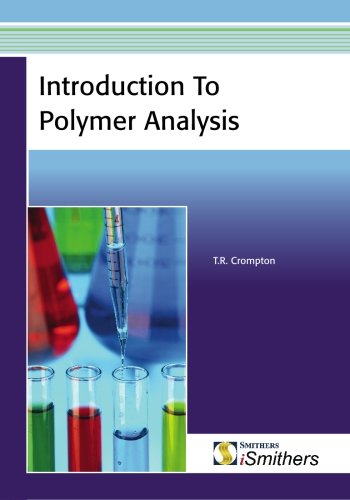 Introduction To
Polymer Analysis
T.R. Crompton
SMITHERS
iSmithers